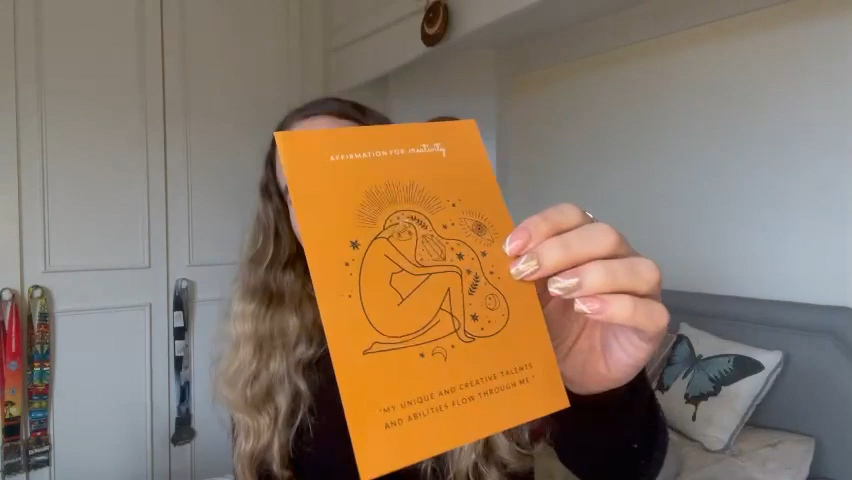 AFFIRMATION FOR creativity
"MY UNIQUE AND CREATIVE TALENTS
AND ABILITIES FLOW THROUGH ME"